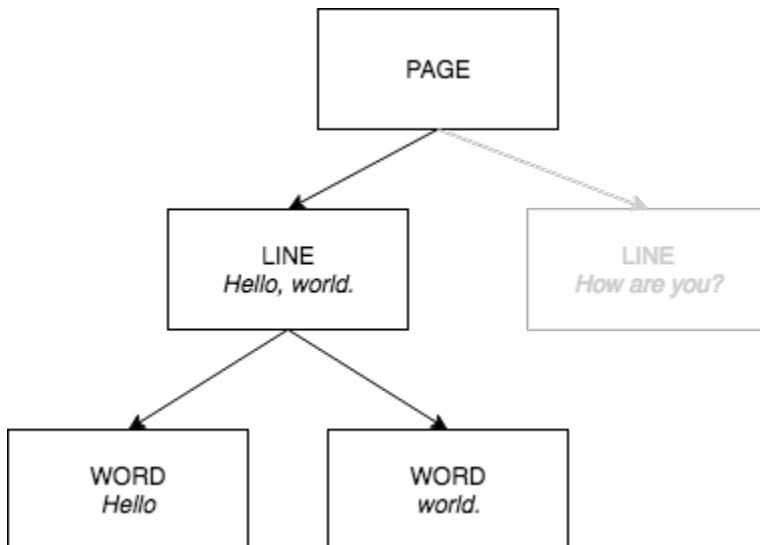 PAGE
LINE
Hello, world.
LINE
How are you?
WORD
Hello
WORD
world.